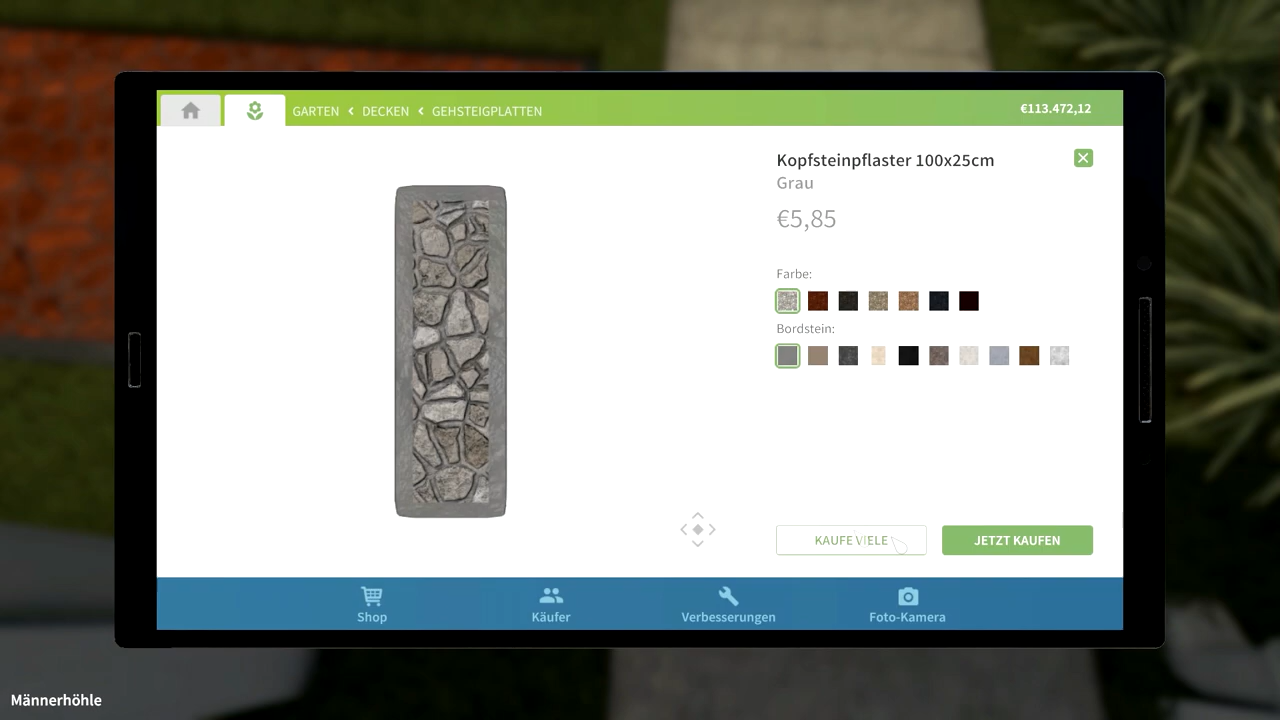 GARTEN < DECKEN < GEHSTEIGPLATTEN
€113.472,12
Kopfsteinpflaster 100x25cm
Grau
€5,85
Farbe:
Bordstein:
KAUFE VIELE
JETZT KAUFEN
Shop
Käufer
Verbesserungen
Foto-Kamera
Männerhöhle